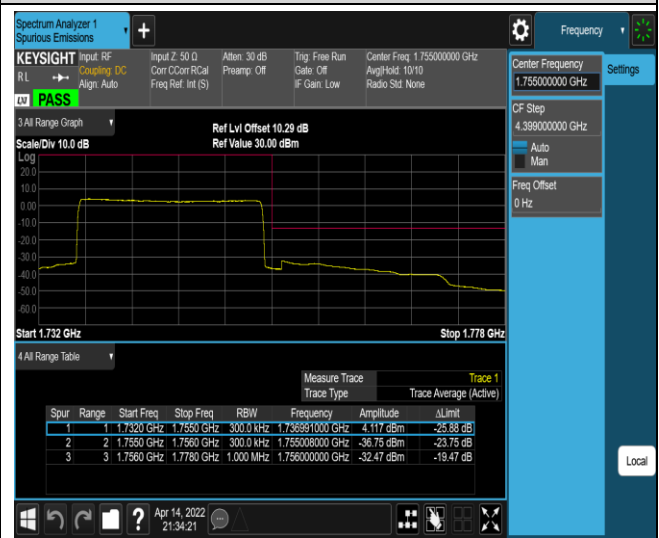 Spectrum Analyzer 1
Spurious Emissions
Frequency
KEYSIGHT
RL
LXI
PASS
Input: RF
Coupling: DC
Align: Auto
Input Z: 50 Ω
Corr CCorr RCal
Freq Ref: Int (S)
Atten: 30 dB
Preamp: Off
Trig: Free Run
Gate: Off
IF Gain: Low
Center Freq: 1.755000000 GHz
Avg|Hold: 10/10
Radio Std: None
Center Frequency
1.755000000 GHz
Settings
CF Step
4.399000000 GHz
Auto
Man
Freq Offset
0 Hz
3 All Range Graph
Scale/Div 10.0 dB
Ref Lvl Offset 10.29 dB
Ref Value 30.00 dBm
Log
20.0
10.0
0.00
-10.0
-20.0
-30.0
-40.0
-50.0
-60.0
Start 1.732 GHz
Stop 1.778 GHz
4 All Range Table
Measure Trace Trace 1
Trace Type Trace Average (Active)
Spur Range Start Freq Stop Freq RBW Frequency Amplitude ΔLimit
1 1 1.7320 GHz 1.7550 GHz 300.0 kHz 1.736991000 GHz 4.117 dBm -25.88 dB
2 2 1.7550 GHz 1.7560 GHz 300.0 kHz 1.755008000 GHz -36.75 dBm -23.75 dB
3 3 1.7560 GHz 1.7780 GHz 1.000 MHz 1.756000000 GHz -32.47 dBm -19.47 dB
Local
?
Apr 14, 2022
21:34:21